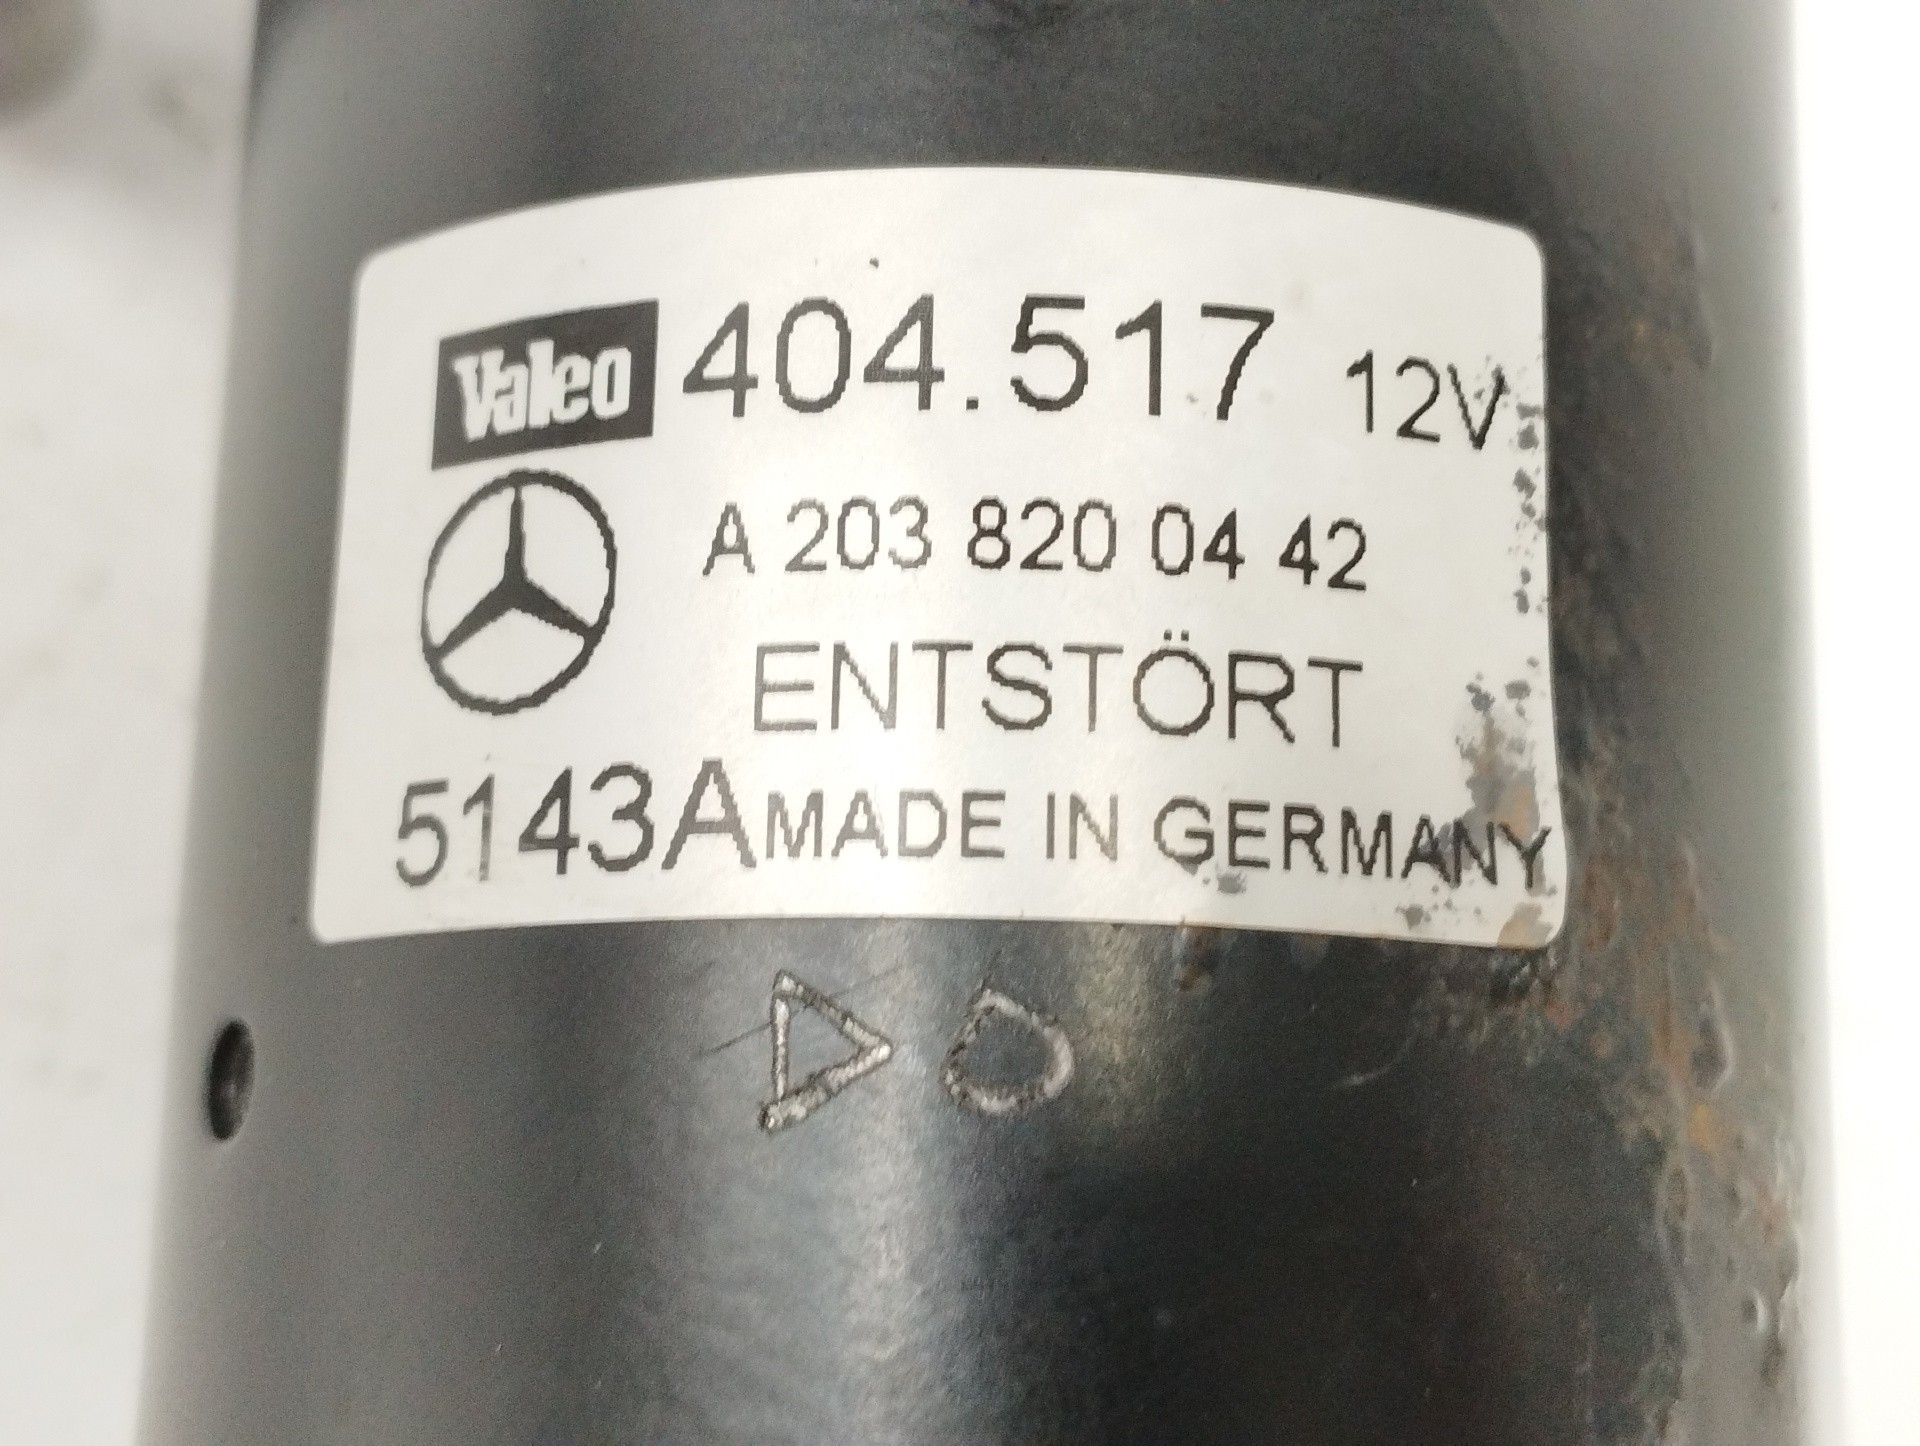 Valeo 404.517 12V
A 203 820 04 42
ENTSTÖRT
5143A MADE IN GERMANY